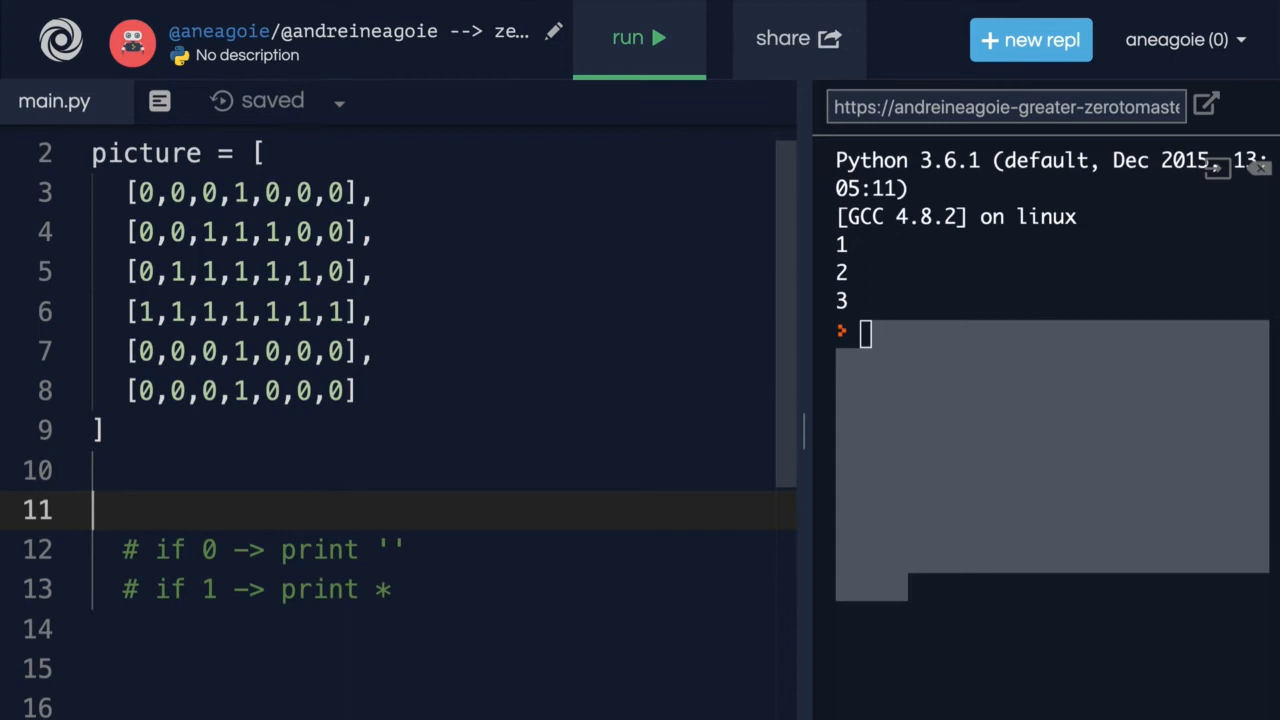 @aneagoie/@andreineagoie --> ze...
No description
run
share
+ new repl
aneagoie (0)
main.py
saved
https://andreineagoie-greater-zerotomaste
2 picture = [
3 [0,0,0,1,0,0,0],
4 [0,0,1,1,1,0,0],
5 [0,1,1,1,1,1,0],
6 [1,1,1,1,1,1,1],
7 [0,0,0,1,0,0,0],
8 [0,0,0,1,0,0,0]
9 ]
10
11
12 # if 0 -> print ''
13 # if 1 -> print *
14
15
16
Python 3.6.1 (default, Dec 2015, 13:
05:11)
[GCC 4.8.2] on linux
1
2
3